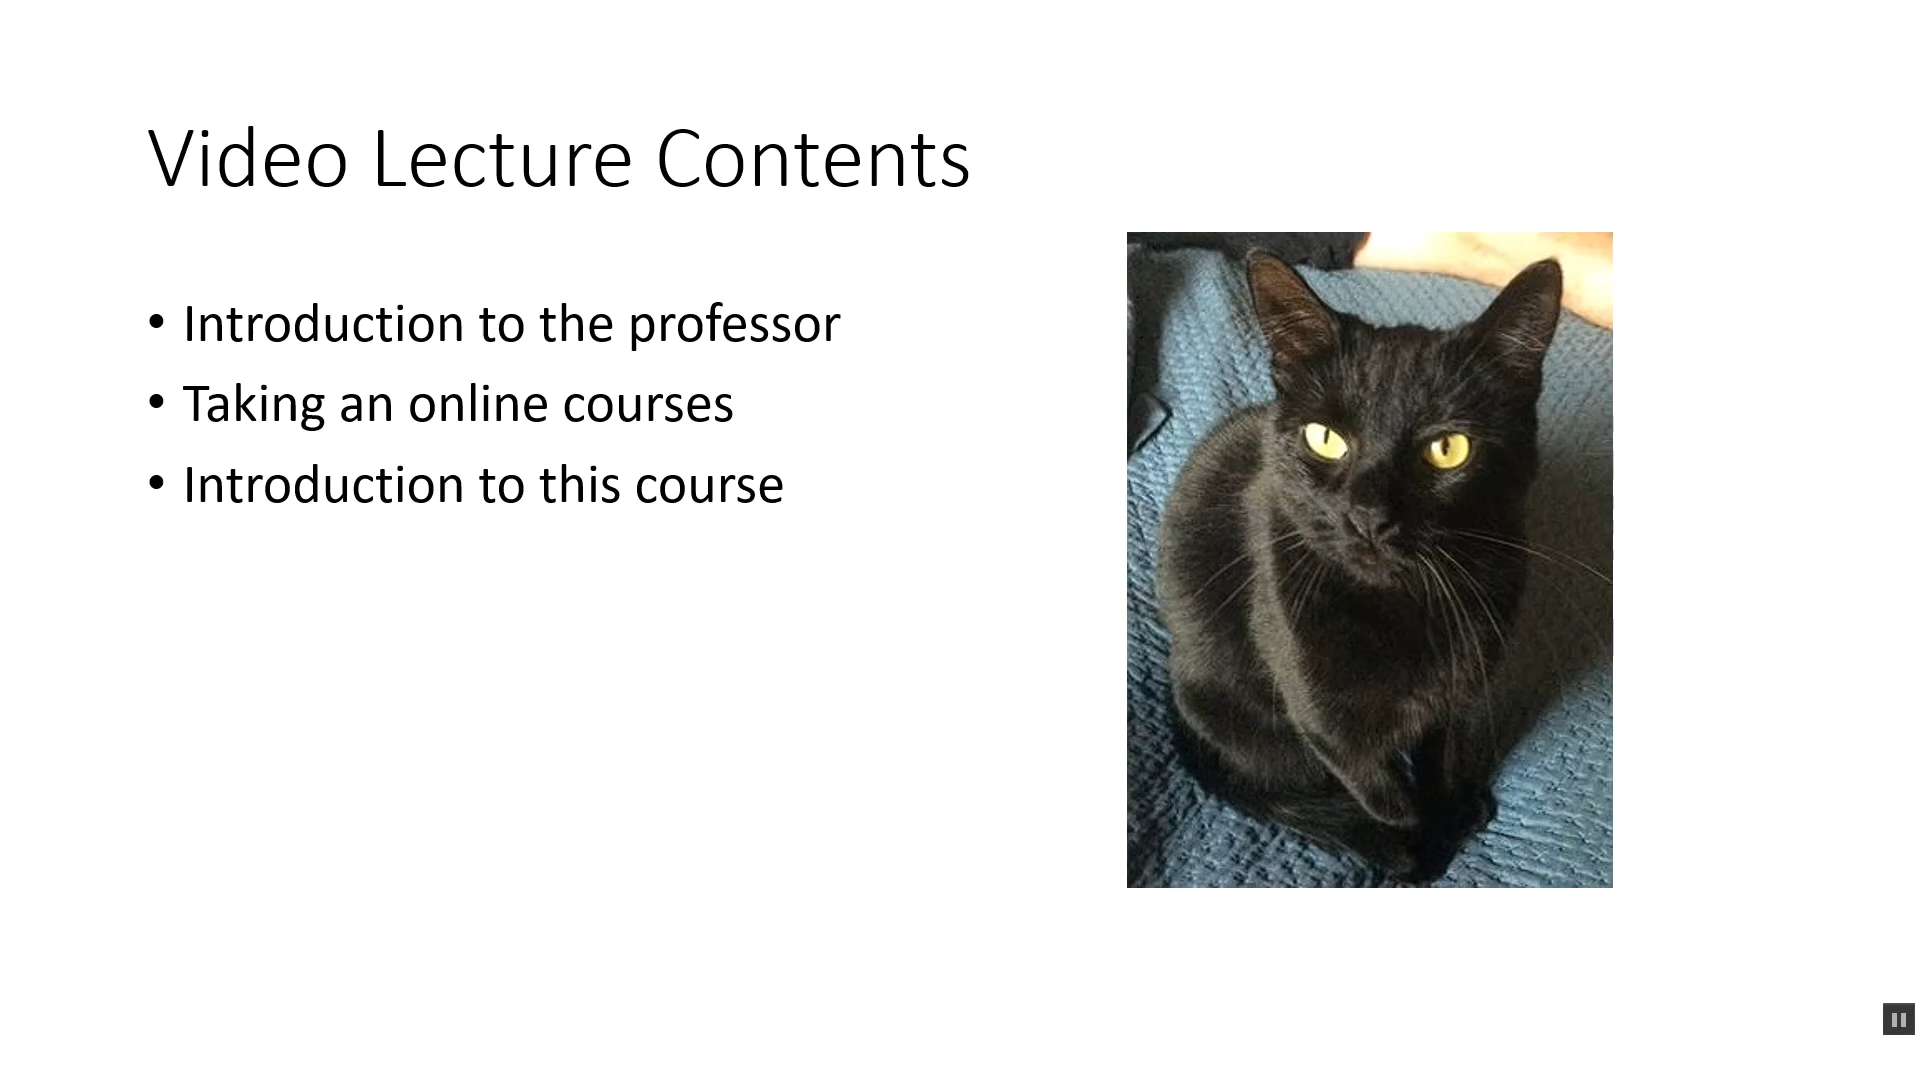 Video Lecture Contents
• Introduction to the professor
• Taking an online courses
• Introduction to this course